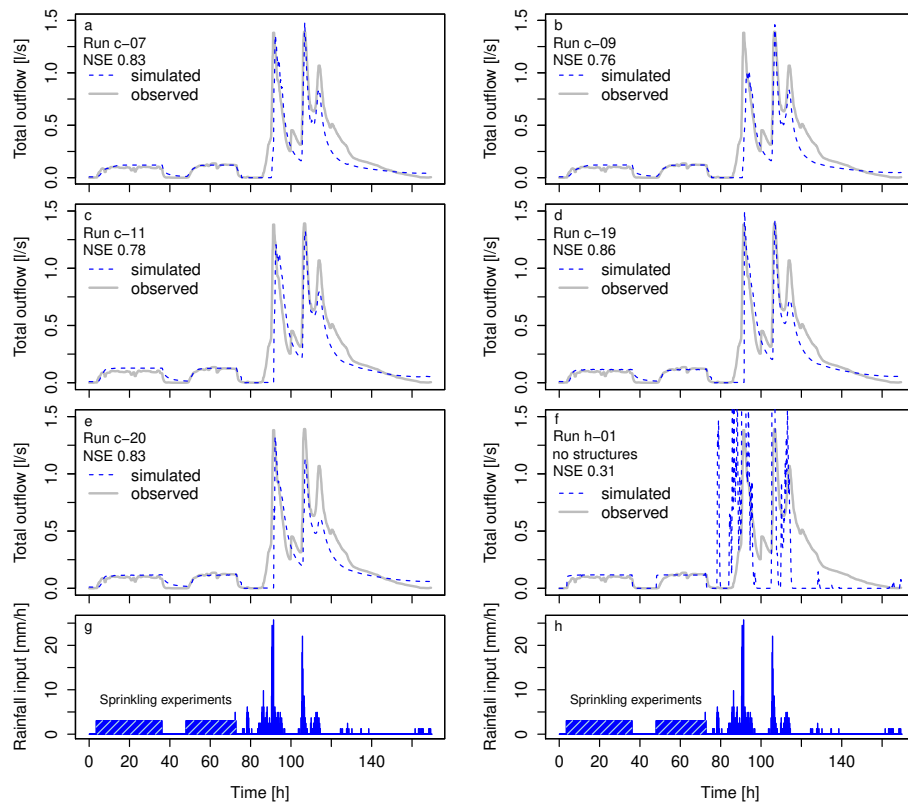 a
Run c−07
NSE 0.83
simulated
observed
Total outflow [l/s]
0.0
0.5
1.0
1.5
b
Run c−09
NSE 0.76
simulated
observed
Total outflow [l/s]
0.0
0.5
1.0
1.5
c
Run c−11
NSE 0.78
simulated
observed
Total outflow [l/s]
0.0
0.5
1.0
1.5
d
Run c−19
NSE 0.86
simulated
observed
Total outflow [l/s]
0.0
0.5
1.0
1.5
e
Run c−20
NSE 0.83
simulated
observed
Total outflow [l/s]
0.0
0.5
1.0
1.5
f
Run h−01
no structures
NSE 0.31
simulated
observed
Total outflow [l/s]
0.0
0.5
1.0
1.5
g
Sprinkling experiments
Rainfall input [mm/h]
0
10
20
0 20 40 60 80 100 140
Time [h]
h
Sprinkling experiments
Rainfall input [mm/h]
0
10
20
0 20 40 60 80 100 140
Time [h]